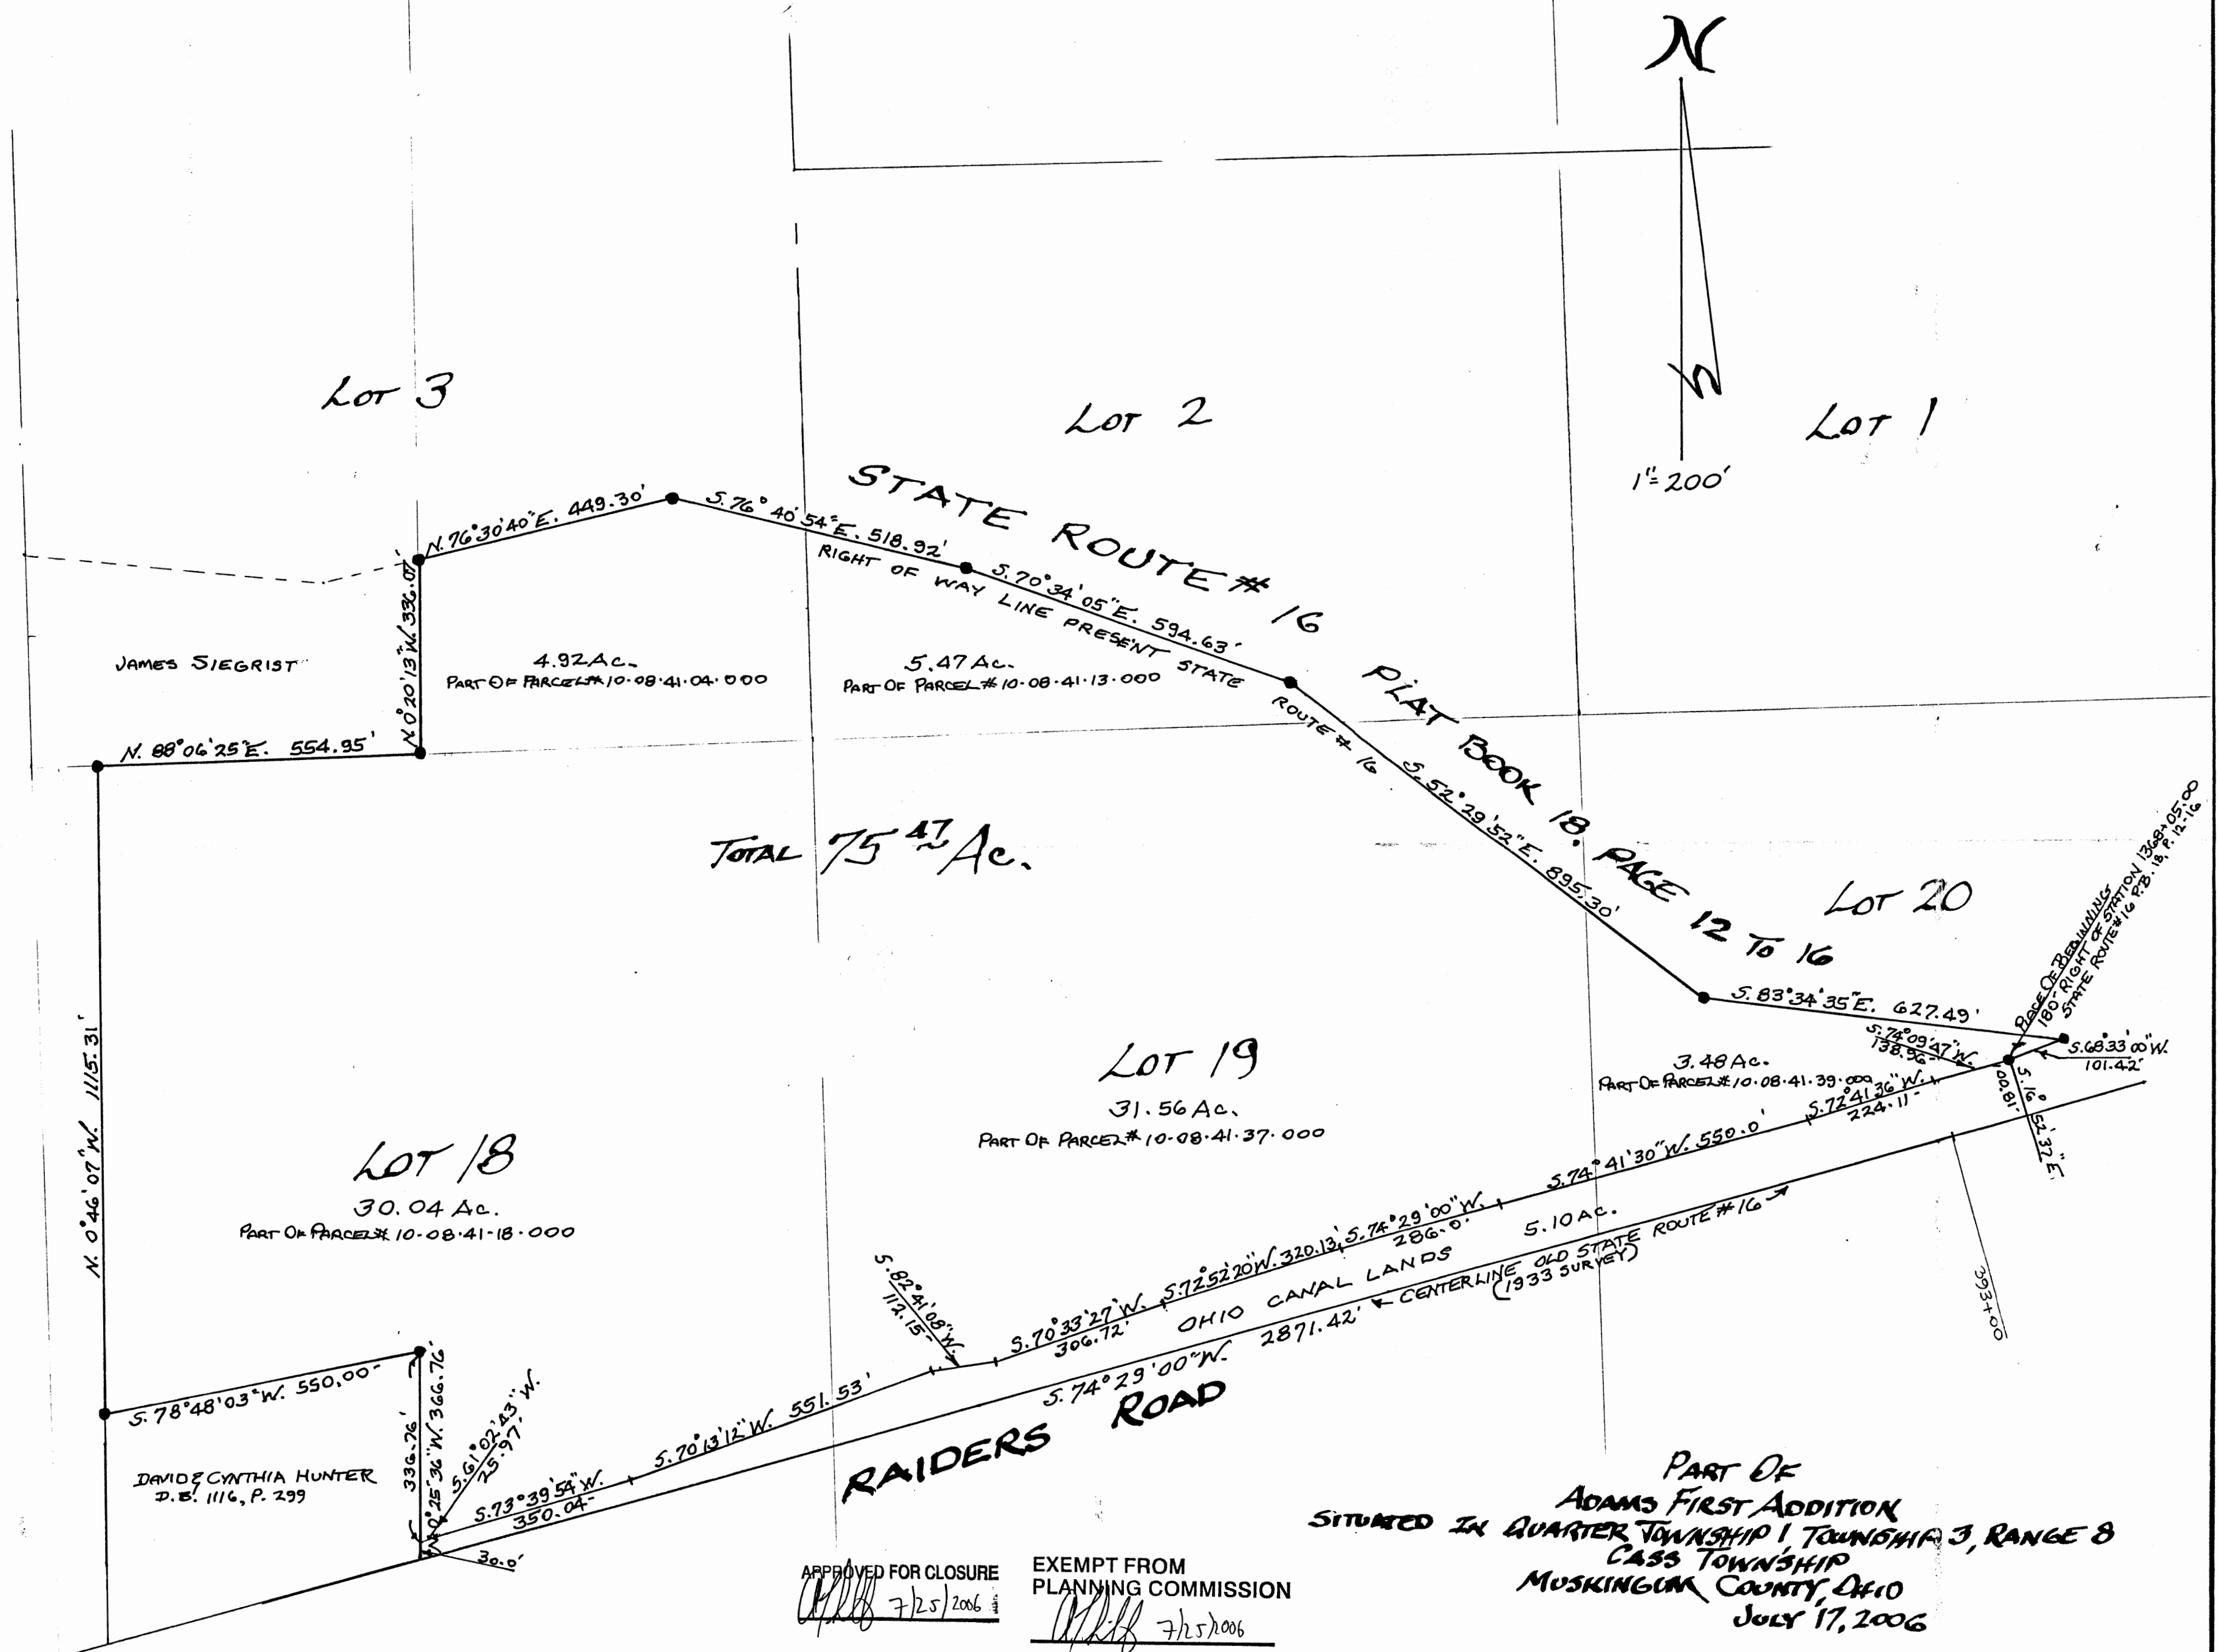 N
1"=200'
LOT 3
LOT 2
LOT 1
STATE ROUTE # 16
PLAT BOOK 18, PAGE 12 TO 16
N.76°30'40"E. 449.30'
S.76°40'54"E. 518.92'
RIGHT OF WAY LINE PRESENT STATE ROUTE # 16
S.70°34'05"E. 594.63'
N.0°20'13"W. 336.07'
JAMES SIEGRIST
4.92 AC.
PART OF PARCEL# 10-08-41-04-000
5.47 AC.
PART OF PARCEL # 10-08-41-13-000
N. 88°06'25"E. 554.95'
S.52°29'52"E. 895.30'
TOTAL 75 47 AC.
LOT 20
PLACE OF BEGINNING
180' RIGHT OF STATION 1368+05.00
STATE ROUTE #16 P.B. 18, P. 12-16
S.83°34'35"E. 627.49'
S.74°09'47"W.
138.96'
S.68°33'00"W.
101.42'
3.48 AC.
PART OF PARCEL# 10-08-41-39-000
S.72°41'36"W.
224.11'
S.16°52'37"E.
100.81'
N. 0°46'07"W. 1115.31'
LOT 19
31.56 AC.
PART OF PARCEL# 10-08-41-37-000
LOT 18
30.04 AC.
PART OF PARCEL# 10-08-41-18-000
S.74°41'30"W. 550.0'
S.74°29'00"W.
286.0'
S.72°52'20"W. 320.13'
S.70°33'27"W.
306.72'
S.82°41'08"W.
112.15'
OHIO CANAL LANDS
5.10 AC.
CENTERLINE OLD STATE ROUTE #16
(1933 SURVEY)
393+00
S.74°29'00"W. 2871.42'
RAIDERS ROAD
S.70°13'12"W. 551.53'
S.73°39'54"W.
350.04'
S.61°02'43"W.
25.97'
S.78°48'03"W. 550.00'
336.76'
N.0°25'36"W. 366.76'
30.0'
DAVID & CYNTHIA HUNTER
D.B. 1116, P. 299
APPROVED FOR CLOSURE
7/25/2006
EXEMPT FROM
PLANNING COMMISSION
7/25/2006
PART OF
ADAMS FIRST ADDITION
SITUATED IN QUARTER TOWNSHIP 1, TOWNSHIP 3, RANGE 8
CASS TOWNSHIP
MUSKINGUM COUNTY, OHIO
JULY 17, 2006